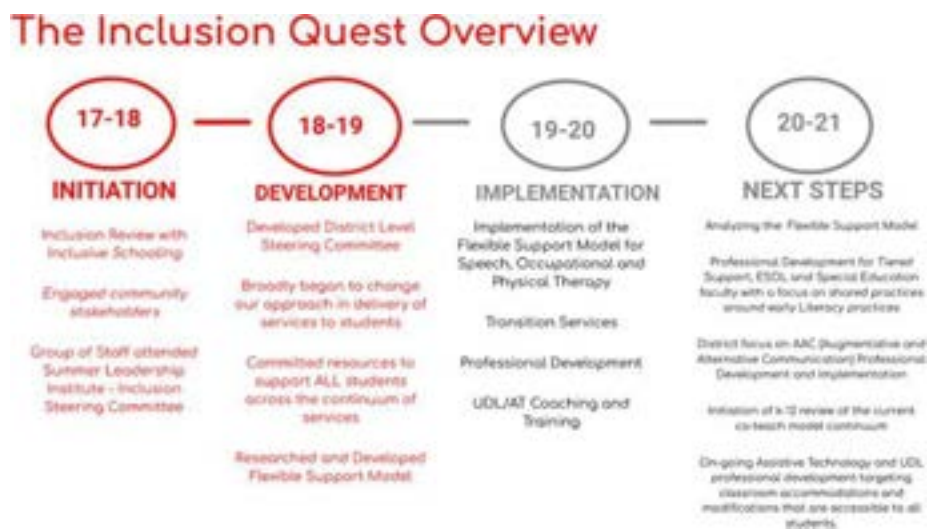 The Inclusion Quest Overview
17-18
INITIATION
Inclusion Review with
Inclusive Schooling
Engaged community
stakeholders
Group of Staff attended
Summer Leadership
Institute - Inclusion
Steering Committee
18-19
DEVELOPMENT
Developed District Level
Steering Committee
Broadly began to change
our approach in delivery of
services to students
Committed resources to
support ALL students
across the continuum of
services
Researched and Developed
Flexible Support Model
19-20
IMPLEMENTATION
Implementation of the
Flexible Support Model for
Speech, Occupational and
Physical Therapy
Transition Services
Professional Development
UDL/AT Coaching and
Training
20-21
NEXT STEPS
Analyzing the Flexible Support Model
Professional Development for Tiered
Support, ESOL and Special Education
faculty with a focus on shared practices
around early Literacy practices
District focus on AAC (Augmentative and
Alternative Communication) Professional
Development and Implementation
Initiation of k-12 review of the current
co-teach model continuum
On-going Assistive Technology and UDL
professional development targeting
classroom accommodations and
modifications that are accessible to all
students.